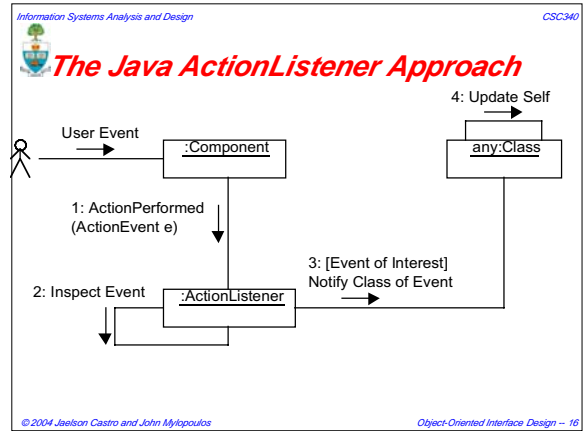 Information Systems Analysis and Design
CSC340
The Java ActionListener Approach
4: Update Self
User Event
:Component
any:Class
1: ActionPerformed
(ActionEvent e)
3: [Event of Interest]
Notify Class of Event
2: Inspect Event
:ActionListener
© 2004 Jaelson Castro and John Mylopoulos
Object-Oriented Interface Design -- 16